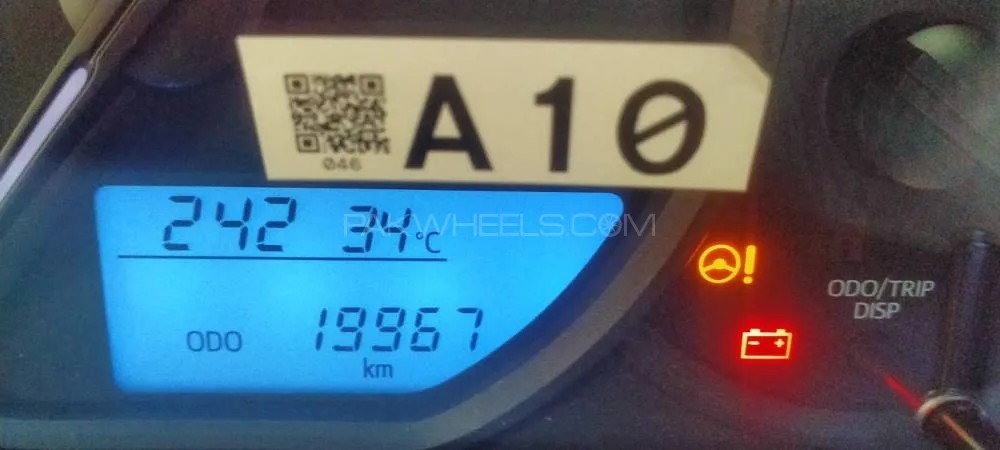 A10
046
PAKWHEELS.COM
242 34°C
ODO/TRIP
DISP
ODO 19967
km